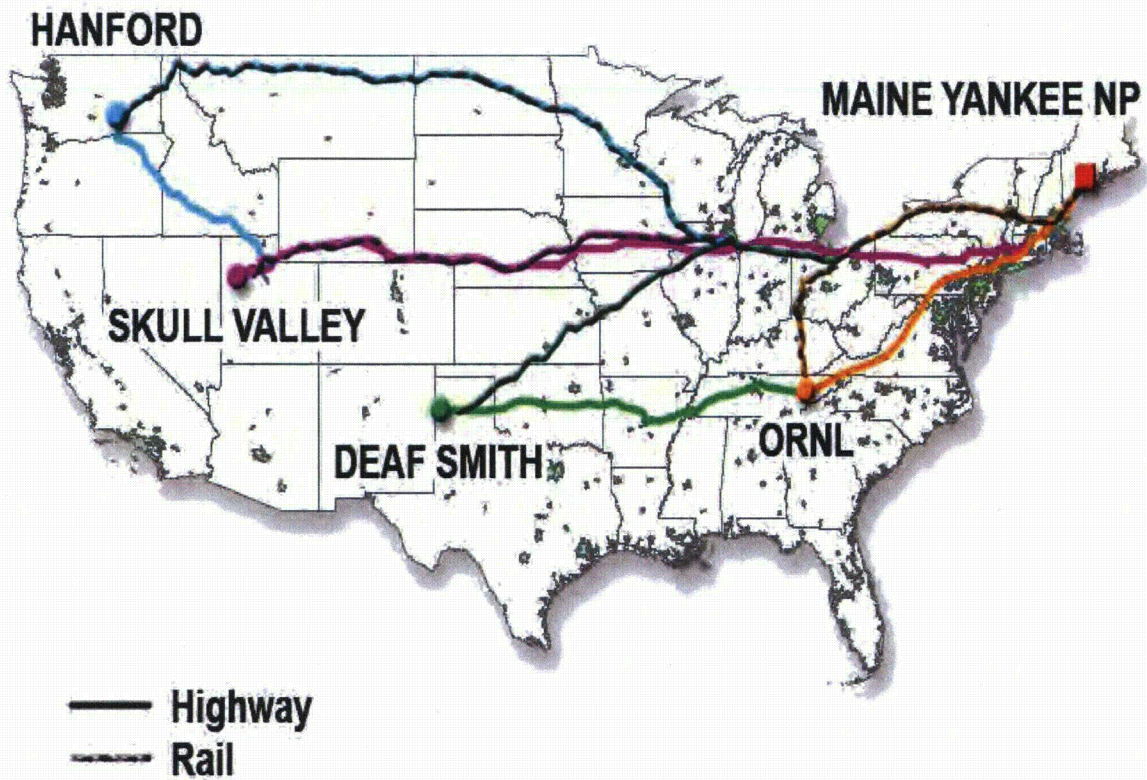 HANFORD
MAINE YANKEE NP
SKULL VALLEY
DEAF SMITH
ORNL
Highway
Rail